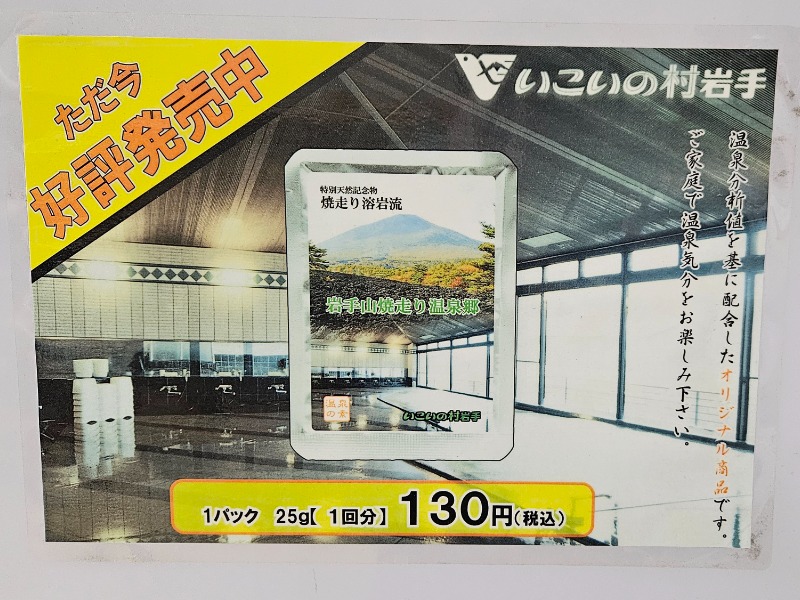 ただ今
好評発売中
いこいの村岩手
温泉分析値を基に配合したオリジナル商品です。
ご家庭で温泉気分をお楽しみ下さい。
特別天然記念物
焼走り溶岩流
岩手山焼走り温泉郷
温泉の素
いこいの村岩手
1パック 25g【1回分】 130円(税込)